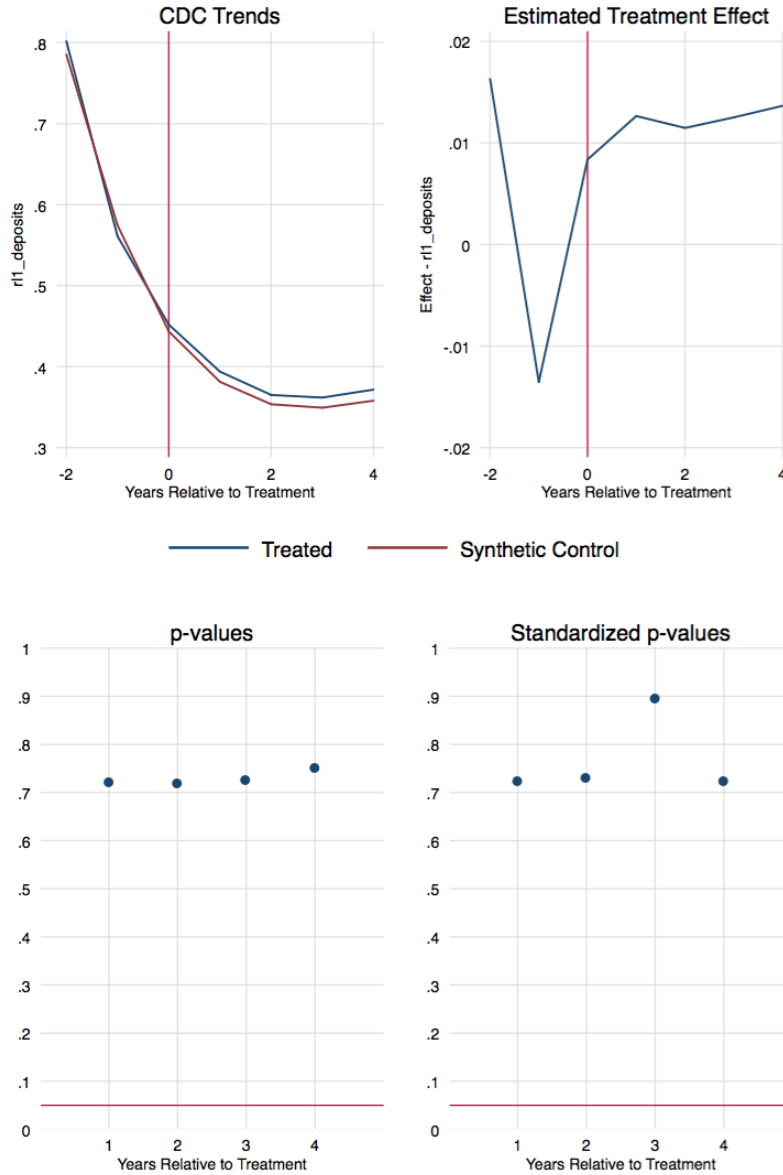 CDC Trends
.8
.7
.6
.5
.4
.3
rl1_deposits
-2 0 2 4
Years Relative to Treatment
Estimated Treatment Effect
.02
.01
0
-.01
-.02
Effect - rl1_deposits
-2 0 2 4
Years Relative to Treatment
Treated Synthetic Control
p-values
1
.9
.8
.7
.6
.5
.4
.3
.2
.1
0
1 2 3 4
Years Relative to Treatment
Standardized p-values
1
.9
.8
.7
.6
.5
.4
.3
.2
.1
0
1 2 3 4
Years Relative to Treatment